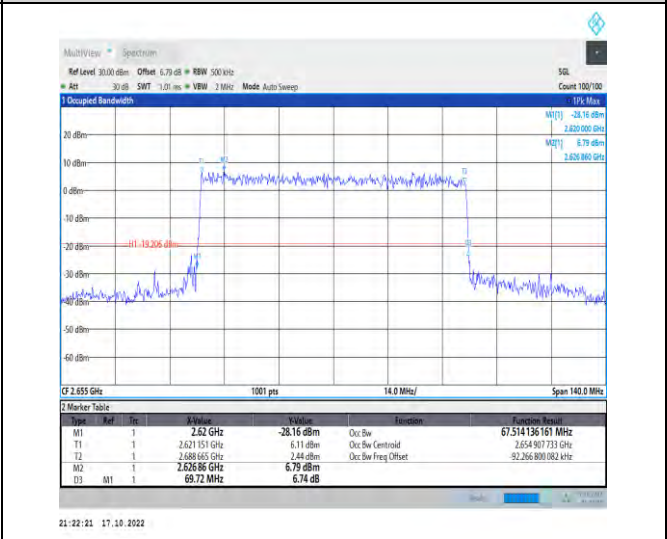 MultiView Spectrum
Ref Level 30.00 dBm Offset 6.79 dB RBW 500 kHz SGL
Att 30 dB SWT 1.01 ms VBW 2 MHz Mode Auto Sweep Count 100/100
1 Occupied Bandwidth 1Pk Max
M1[1] -28.16 dBm
2.620 000 GHz
M2[1] 6.79 dBm
2.626 860 GHz
20 dBm
10 dBm
0 dBm
-10 dBm
-20 dBm
H1 -19.206 dBm
-30 dBm
-40 dBm
-50 dBm
-60 dBm
T1 M2 T2
M1 D3
CF 2.655 GHz 1001 pts 14.0 MHz/ Span 140.0 MHz
2 Marker Table
Type Ref Trc X-Value Y-Value Function Function Result
M1 1 2.62 GHz -28.16 dBm Occ Bw 67.514 136 161 MHz
T1 1 2.621 151 GHz 6.11 dBm Occ Bw Centroid 2.654 907 733 GHz
T2 1 2.688 665 GHz 2.44 dBm Occ Bw Freq Offset -92.266 800 082 kHz
M2 1 2.626 86 GHz 6.79 dBm
D3 M1 1 69.72 MHz 6.74 dB
21:22:21 17.10.2022